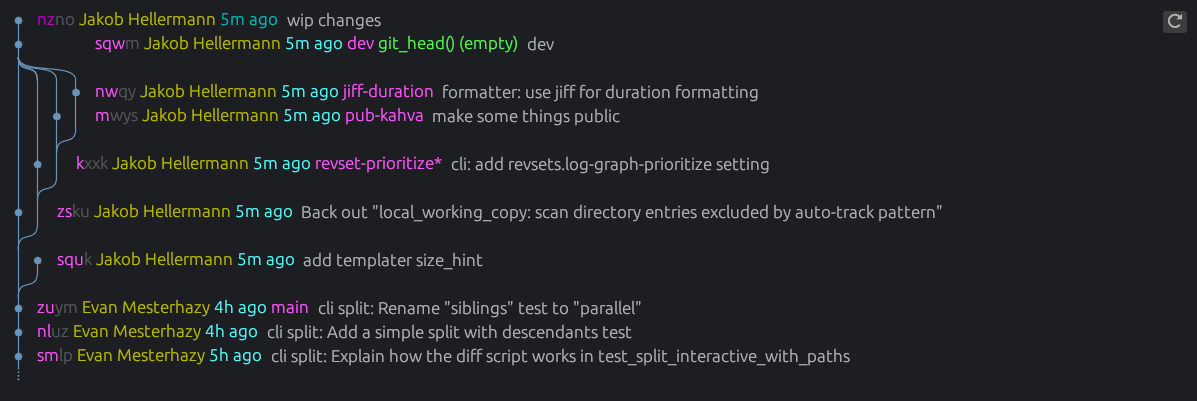 nzno Jakob Hellermann 5m ago wip changes
sqwm Jakob Hellermann 5m ago dev git_head() (empty) dev
nwqy Jakob Hellermann 5m ago jiff-duration formatter: use jiff for duration formatting
mwys Jakob Hellermann 5m ago pub-kahva make some things public
kxxk Jakob Hellermann 5m ago revset-prioritize* cli: add revsets.log-graph-prioritize setting
zsku Jakob Hellermann 5m ago Back out "local_working_copy: scan directory entries excluded by auto-track pattern"
squk Jakob Hellermann 5m ago add templater size_hint
zuym Evan Mesterhazy 4h ago main cli split: Rename "siblings" test to "parallel"
nluz Evan Mesterhazy 4h ago cli split: Add a simple split with descendants test
smlp Evan Mesterhazy 5h ago cli split: Explain how the diff script works in test_split_interactive_with_paths